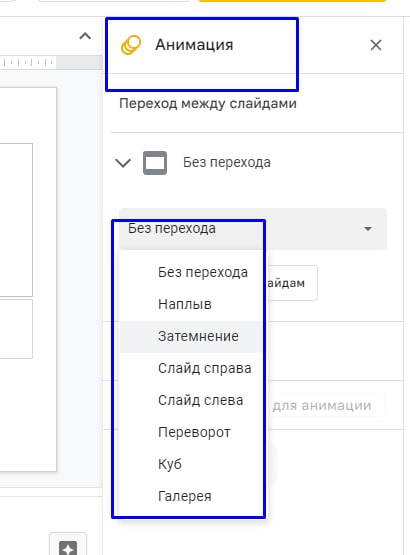 Анимация
Переход между слайдами
Без перехода
Без перехода
Без перехода
айдам
Наплыв
Затемнение
Слайд справа
Слайд слева
для анимации
Переворот
Куб
Галерея